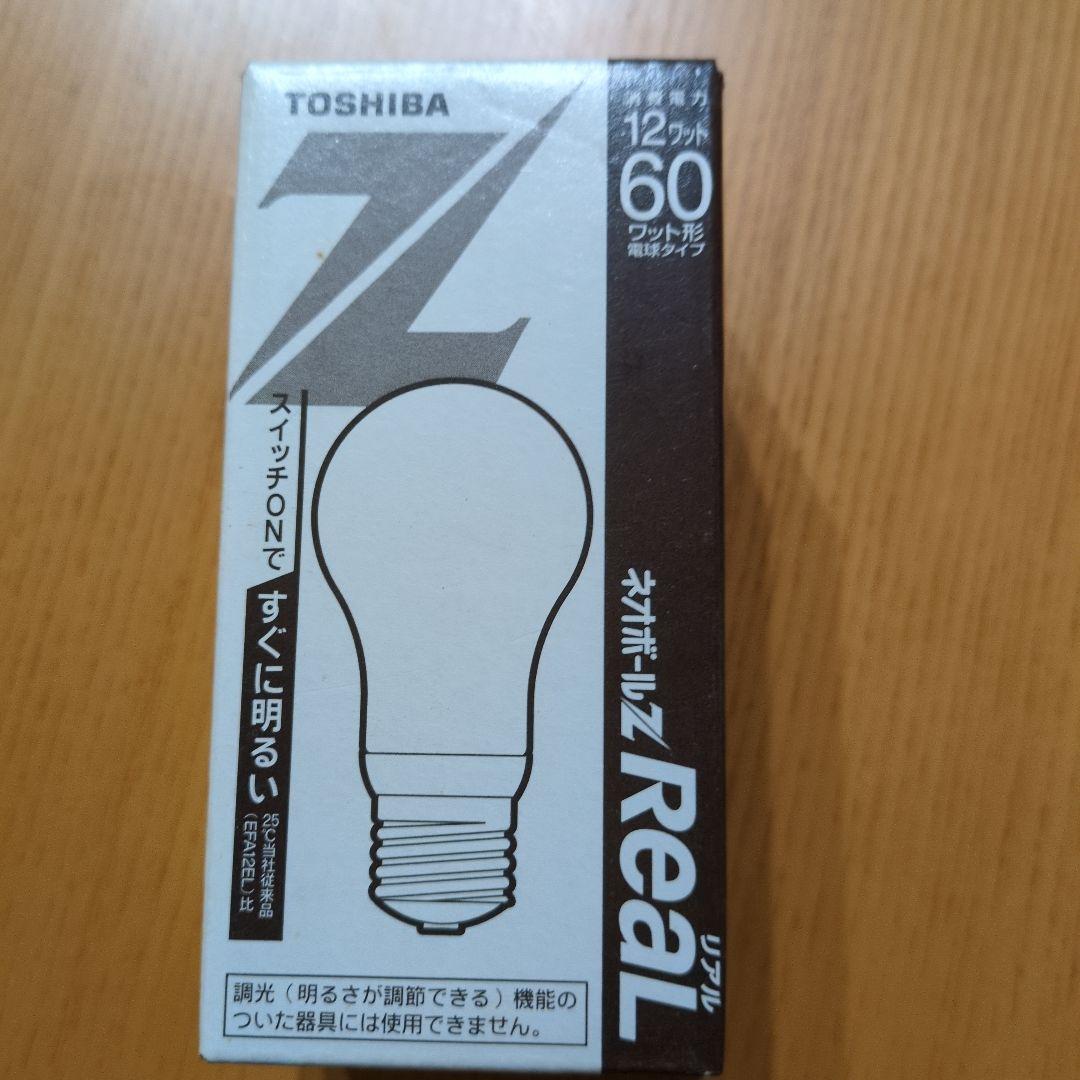 TOSHIBA
Z
スイッチONで
すぐに明るい
25℃当社従来品
(EFA12EL)比
調光(明るさが調節できる)機能の
ついた器具には使用できません。
消費電力
12ワット
60
ワット形
電球タイプ
ネオボールZ
ReaL
リアル